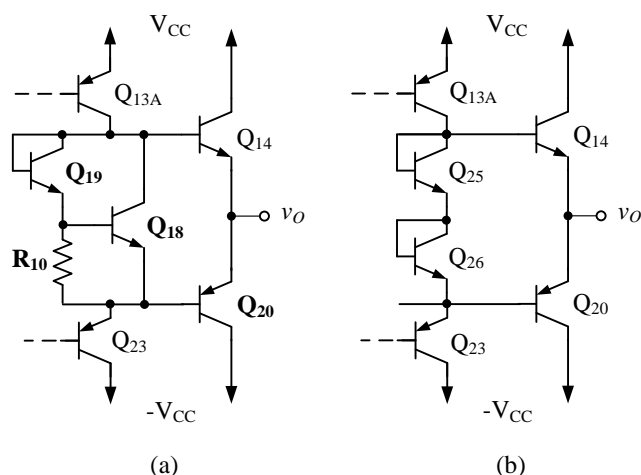 V_CC
Q_13A
Q_14
Q_19
Q_18
v_O
R_10
Q_20
Q_23
-V_CC
(a)
V_CC
Q_13A
Q_14
Q_25
v_O
Q_26
Q_20
Q_23
-V_CC
(b)